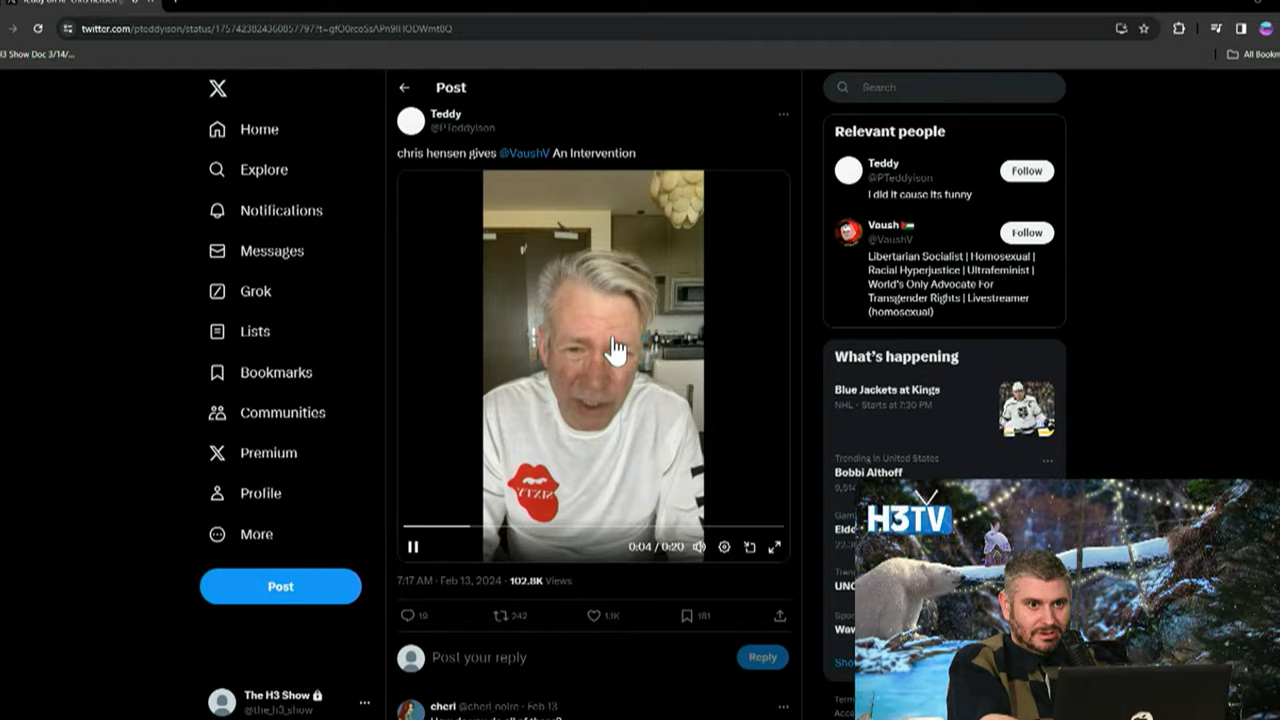 twitter.com/pteddyison/status/
H3 Show Doc 3/14/...
All Bookm
Post
Teddy
@PTeddyison
chris hensen gives @VaushV An Intervention
SIXTY
0:04 / 0:20
7:17 AM · Feb 13, 2024 · 102.8K Views
19
242
1.1K
181
Post your reply
Reply
cheri @cheri_noire · Feb 13
Home
Explore
Notifications
Messages
Grok
Lists
Bookmarks
Communities
Premium
Profile
More
Post
The H3 Show
@the_h3_show
Search
Relevant people
Teddy
@PTeddyison
Follow
I did it cause its funny
Vaush
@VaushV
Follow
Libertarian Socialist | Homosexual |
Racial Hyperjustice | Ultrafeminist |
World's Only Advocate For
Transgender Rights | Livestreamer
(homosexual)
What's happening
Blue Jackets at Kings
NHL · Starts at 7:30 PM
Trending in United States
Bobbi Althoff
H3TV